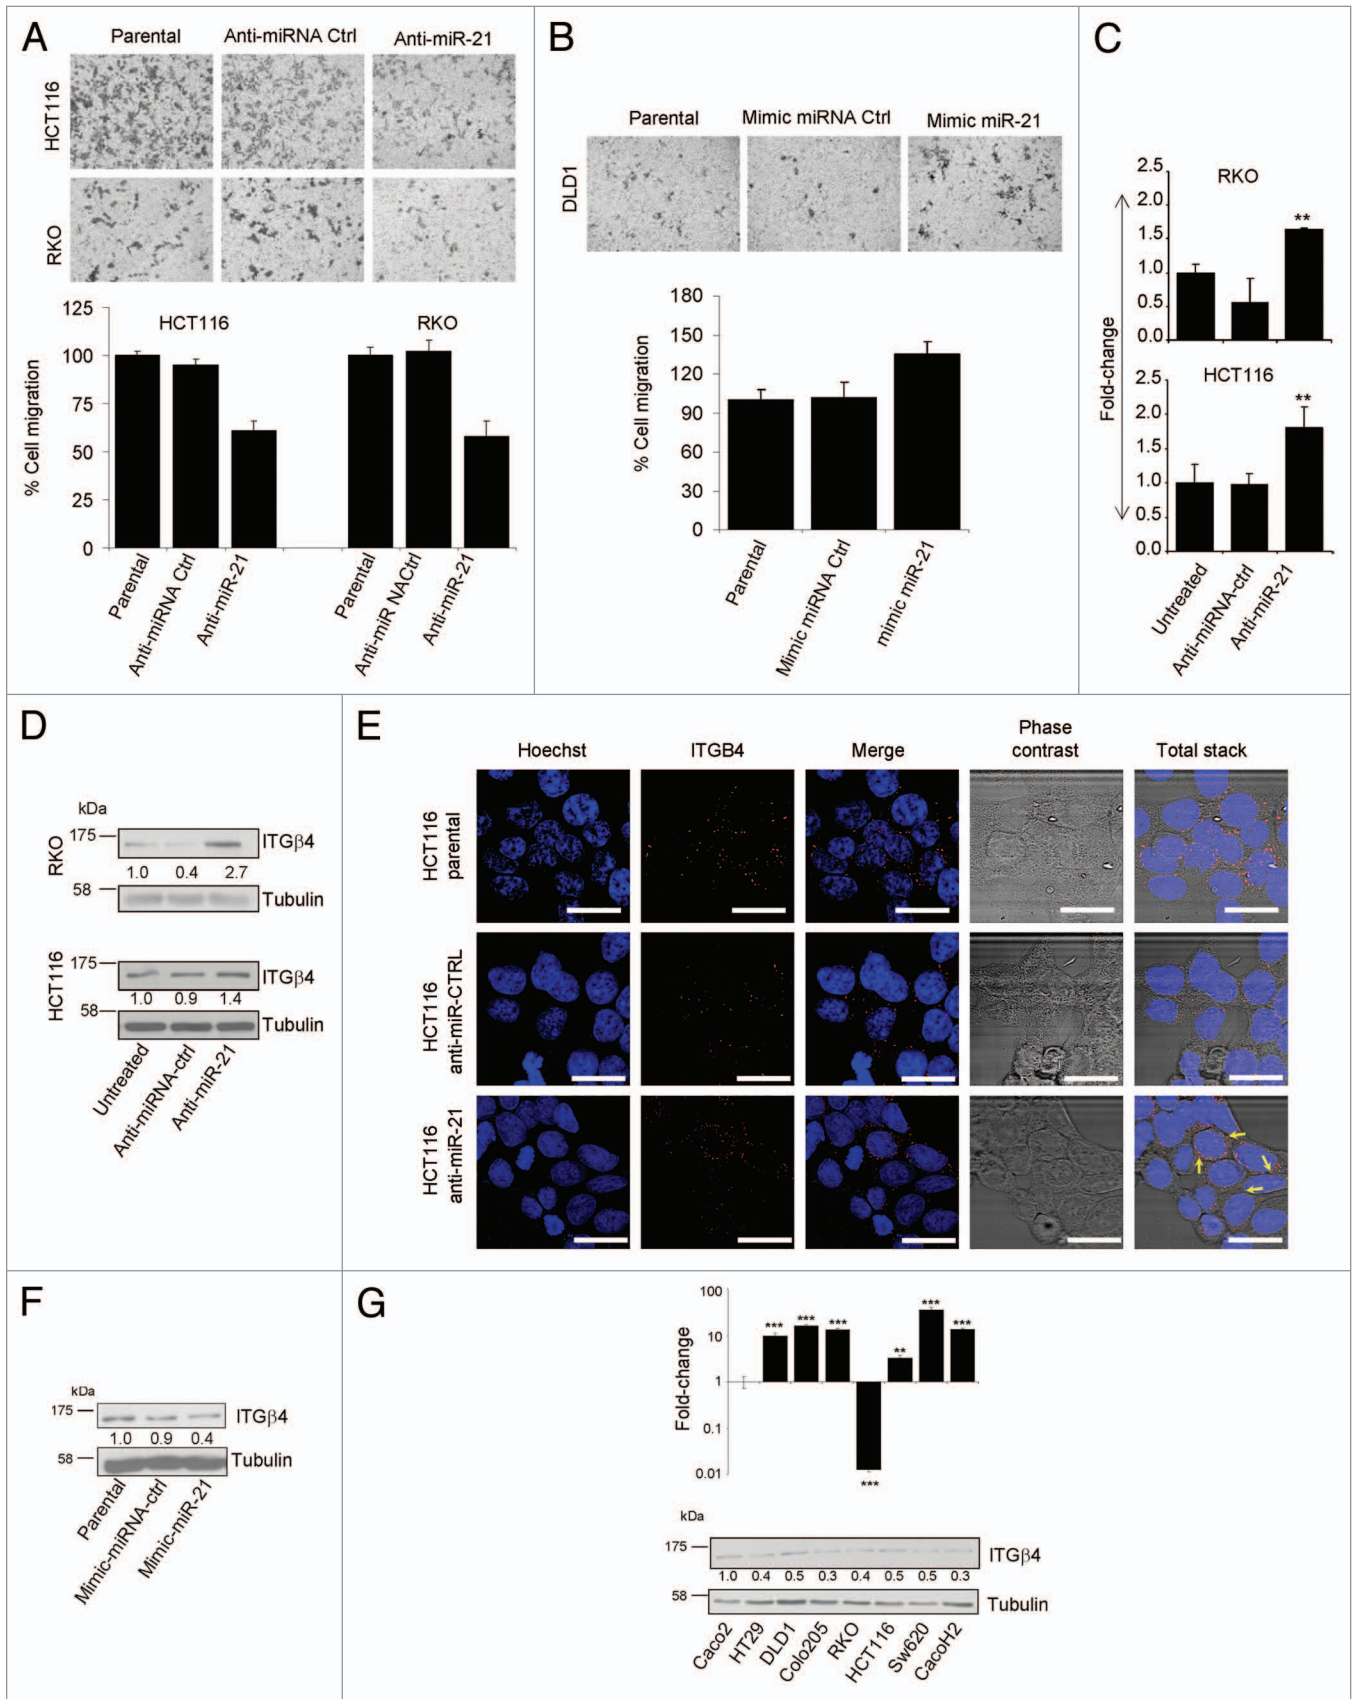 A
Parental Anti-miRNA Ctrl Anti-miR-21
HCT116
RKO
HCT116 RKO
% Cell migration
125
100
75
50
25
0
Parental
Anti-miRNA Ctrl
Anti-miR-21
Parental
Anti-miR NACtrl
Anti-miR-21
B
Parental Mimic miRNA Ctrl Mimic miR-21
DLD1
% Cell migration
180
150
120
90
60
30
0
Parental
Mimic miRNA Ctrl
mimic miR-21
C
Fold-change
RKO
2.5
2.0
1.5
1.0
0.5
0.0
**
HCT116
2.5
2.0
1.5
1.0
0.5
0.0
**
Untreated
Anti-miRNA-ctrl
Anti-miR-21
D
kDa
RKO
175 ITGβ4
1.0 0.4 2.7
58 Tubulin
HCT116
175 ITGβ4
1.0 0.9 1.4
58 Tubulin
Untreated
Anti-miRNA-ctrl
Anti-miR-21
E
Hoechst ITGB4 Merge Phase contrast Total stack
HCT116
parental
HCT116
anti-miR-CTRL
HCT116
anti-miR-21
F
kDa
175 ITGβ4
1.0 0.9 0.4
58 Tubulin
Parental
Mimic-miRNA-ctrl
Mimic-miR-21
G
Fold-change
100
10
1
0.1
0.01
*** *** *** *** ** *** ***
kDa
175 ITGβ4
1.0 0.4 0.5 0.3 0.4 0.5 0.5 0.3
58 Tubulin
Caco2
HT29
DLD1
Colo205
RKO
HCT116
Sw620
CacoH2